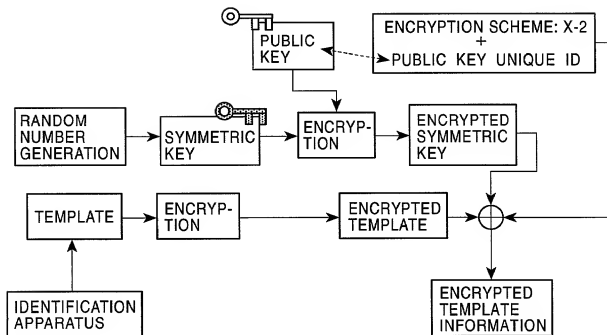 PUBLIC
KEY
ENCRYPTION SCHEME: X-2
+
PUBLIC KEY UNIQUE ID
RANDOM
NUMBER
GENERATION
SYMMETRIC
KEY
ENCRYP-
TION
ENCRYPTED
SYMMETRIC
KEY
TEMPLATE
ENCRYP-
TION
ENCRYPTED
TEMPLATE
IDENTIFICATION
APPARATUS
ENCRYPTED
TEMPLATE
INFORMATION